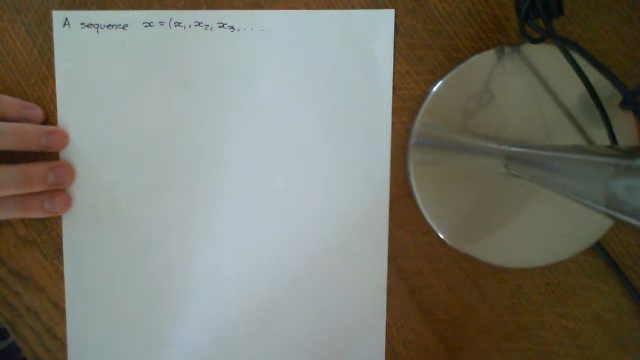 A sequence x = (x₁, x₂, x₃, .....